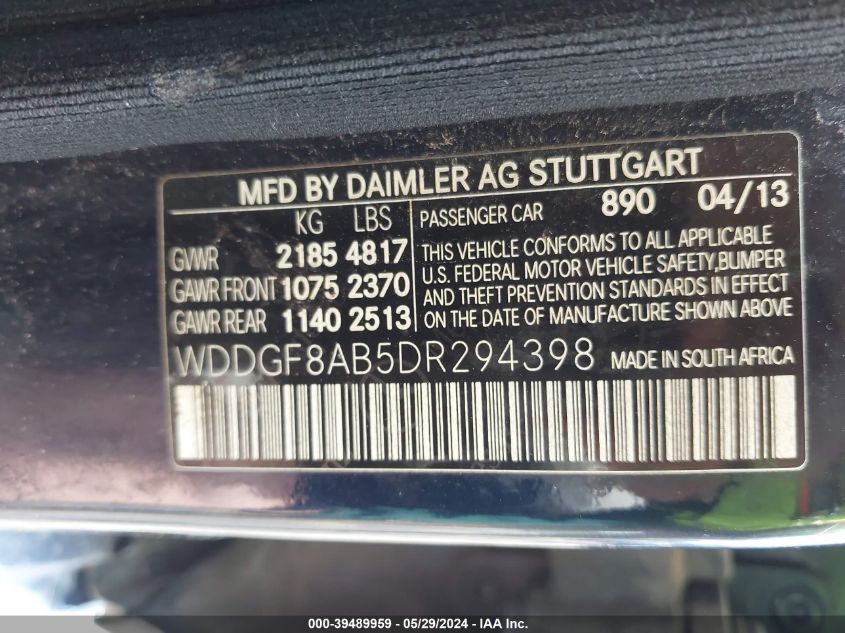 MFD BY DAIMLER AG STUTTGART
KG LBS PASSENGER CAR 890 04/13
GVWR 2185 4817
GAWR FRONT 1075 2370
GAWR REAR 1140 2513
THIS VEHICLE CONFORMS TO ALL APPLICABLE
U.S. FEDERAL MOTOR VEHICLE SAFETY,BUMPER
AND THEFT PREVENTION STANDARDS IN EFFECT
ON THE DATE OF MANUFACTURE SHOWN ABOVE
WDDGF8AB5DR294398 MADE IN SOUTH AFRICA
000-39489959 - 05/29/2024 - IAA Inc.